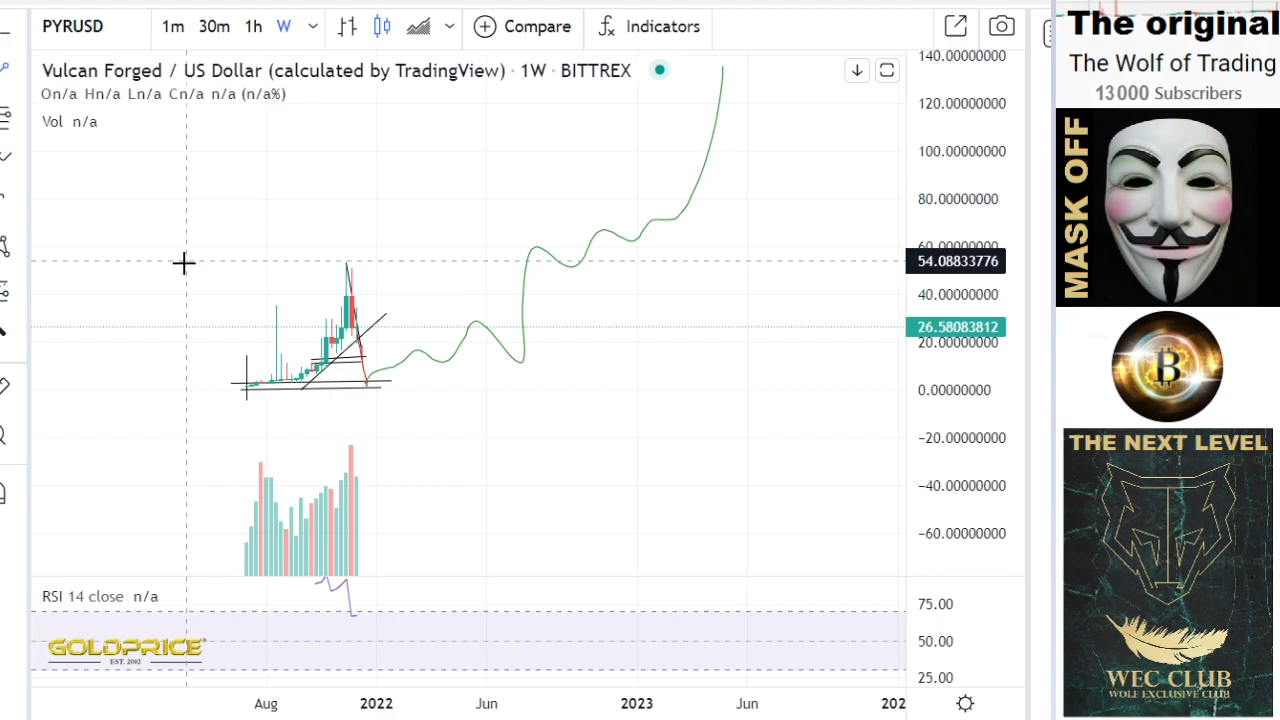 PYRUSD 1m 30m 1h W Compare Indicators
Vulcan Forged / US Dollar (calculated by TradingView) · 1W · BITTREX
On/a Hn/a Ln/a Cn/a n/a (n/a%)
Vol n/a
140.00000000
120.00000000
100.00000000
80.00000000
60.00000000
54.08833776
40.00000000
26.58083812
20.00000000
0.00000000
−20.00000000
−40.00000000
−60.00000000
RSI 14 close n/a
75.00
50.00
25.00
GOLDPRICE
EST. 2002
Aug 2022 Jun 2023 Jun 202
The original
The Wolf of Trading
13000 Subscribers
MASK OFF
B
THE NEXT LEVEL
WEC CLUB
WOLF EXCLUSIVE CLUB